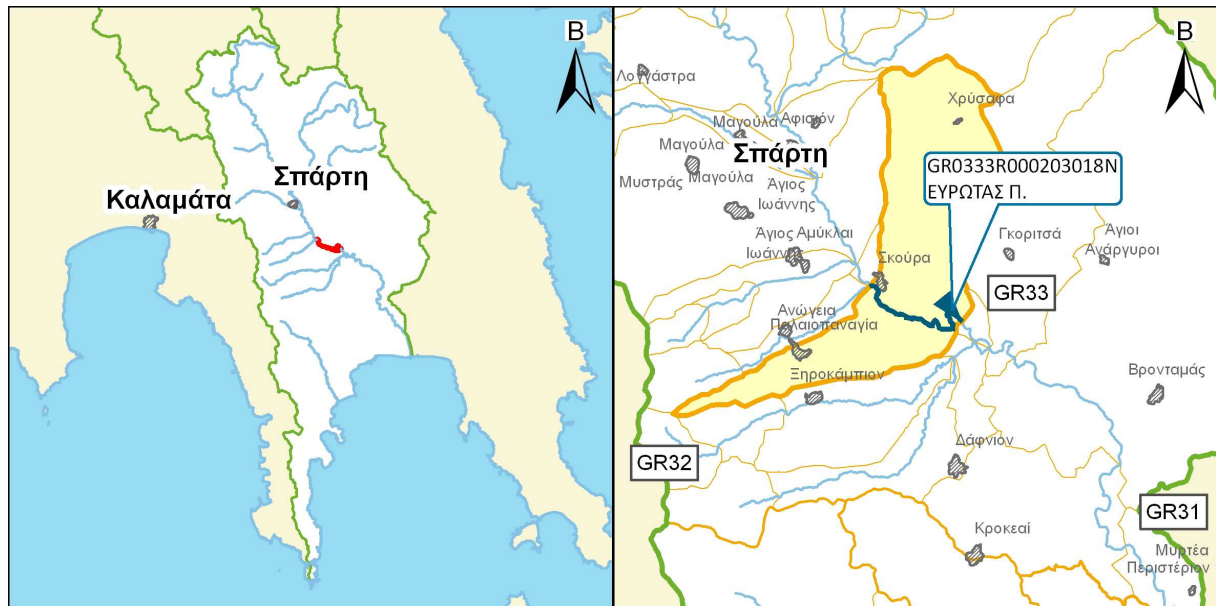 Β
Σπάρτη
Καλαμάτα
Β
Λογγάστρα
Χρύσαφα
Μαγούλα
Αφισιόν
Μαγούλα
Σπάρτη
GR0333R000203018N
ΕΥΡΩΤΑΣ Π.
Μυστράς
Μαγούλα
Άγιος
Ιωάννης
Άγιος
Αμύκλαι
Ιωάννης
Σκούρα
Γκοριτσά
Άγιοι
Ανάργυροι
GR33
Ανώγεια
Παλαιοπαναγία
Ξηροκάμπιον
Βρονταμάς
GR32
Δάφνιον
GR31
Κροκεαί
Μυρτέα
Περιστέριον